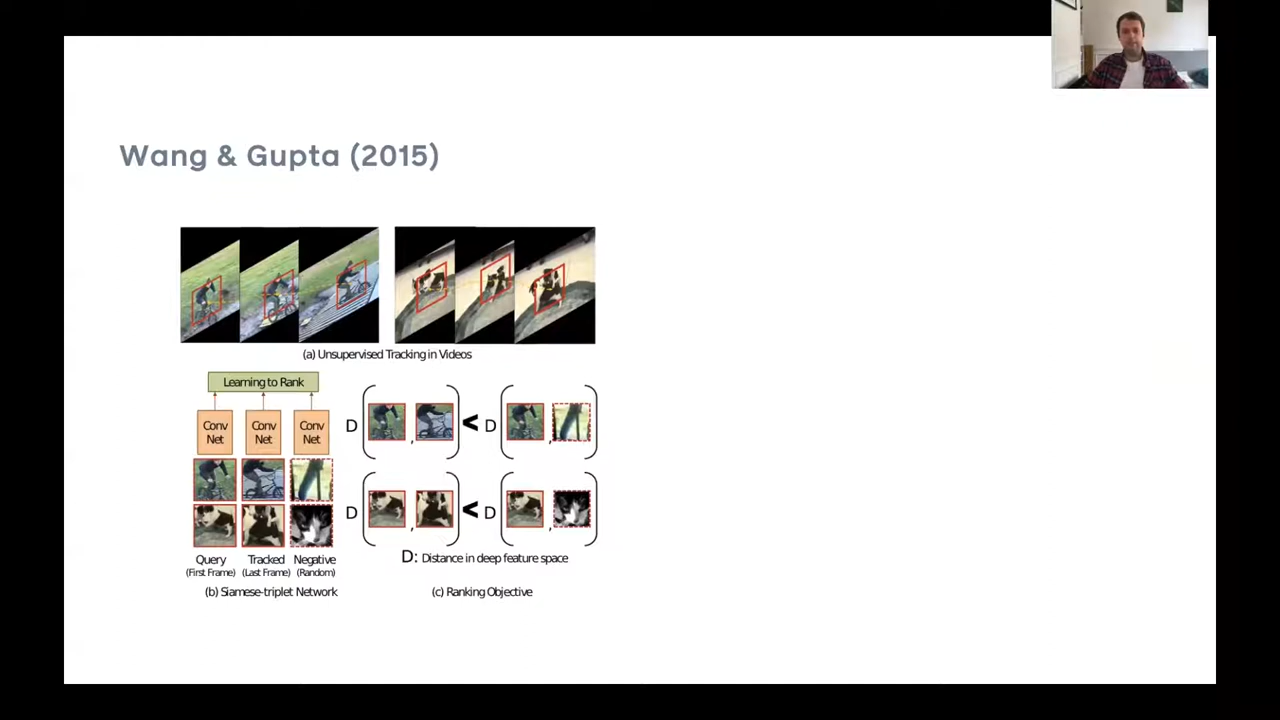 Wang & Gupta (2015)
(a) Unsupervised Tracking in Videos
Learning to Rank
Conv Net
Conv Net
Conv Net
D ( , ) < D ( , )
D ( , ) < D ( , )
Query
(First Frame)
Tracked
(Last Frame)
Negative
(Random)
D: Distance in deep feature space
(b) Siamese-triplet Network
(c) Ranking Objective